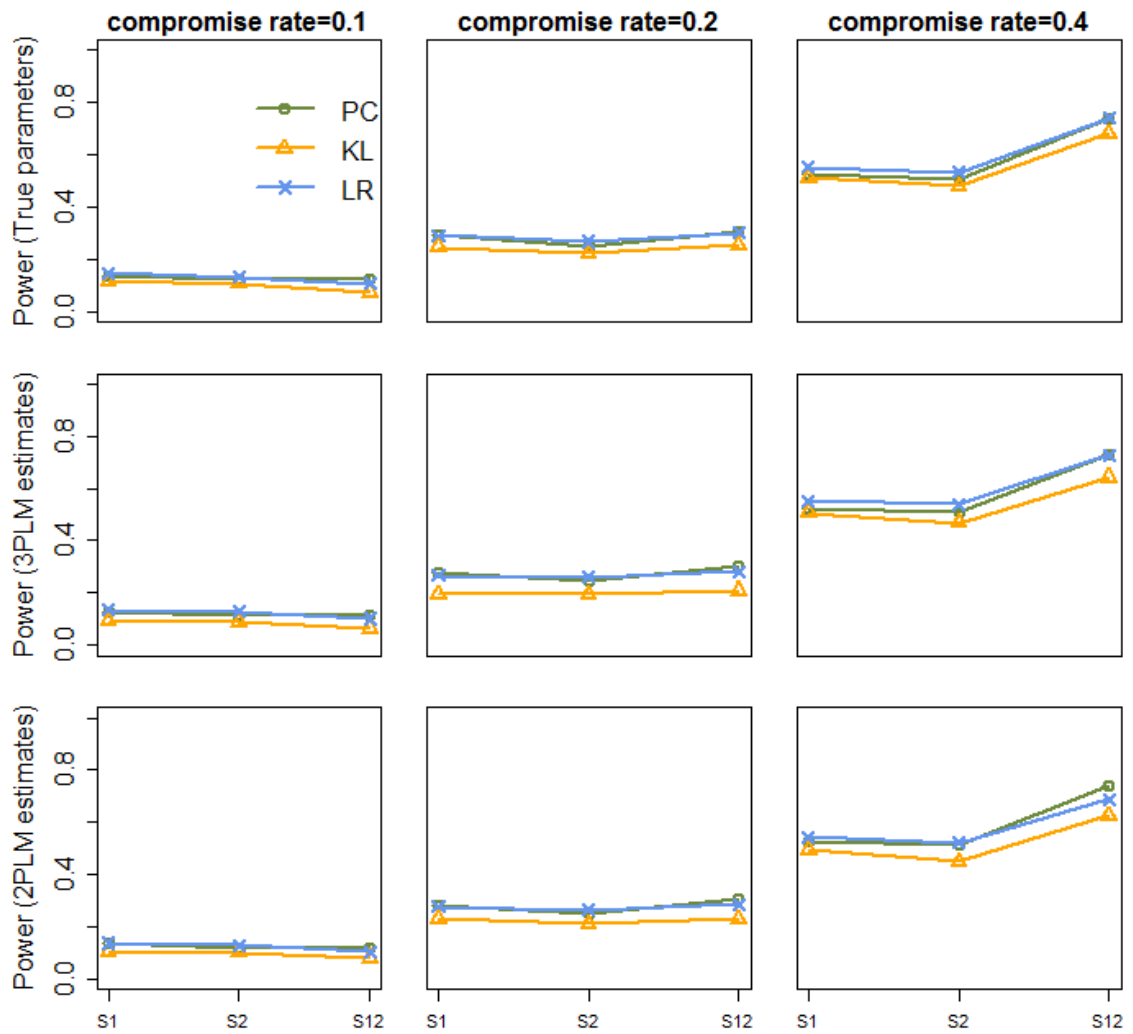 compromise rate=0.1
compromise rate=0.2
compromise rate=0.4
Power (True parameters)
0.8
0.4
0.0
PC
KL
LR
Power (3PLM estimates)
0.8
0.4
0.0
Power (2PLM estimates)
0.8
0.4
0.0
S1
S2
S12
S1
S2
S12
S1
S2
S12